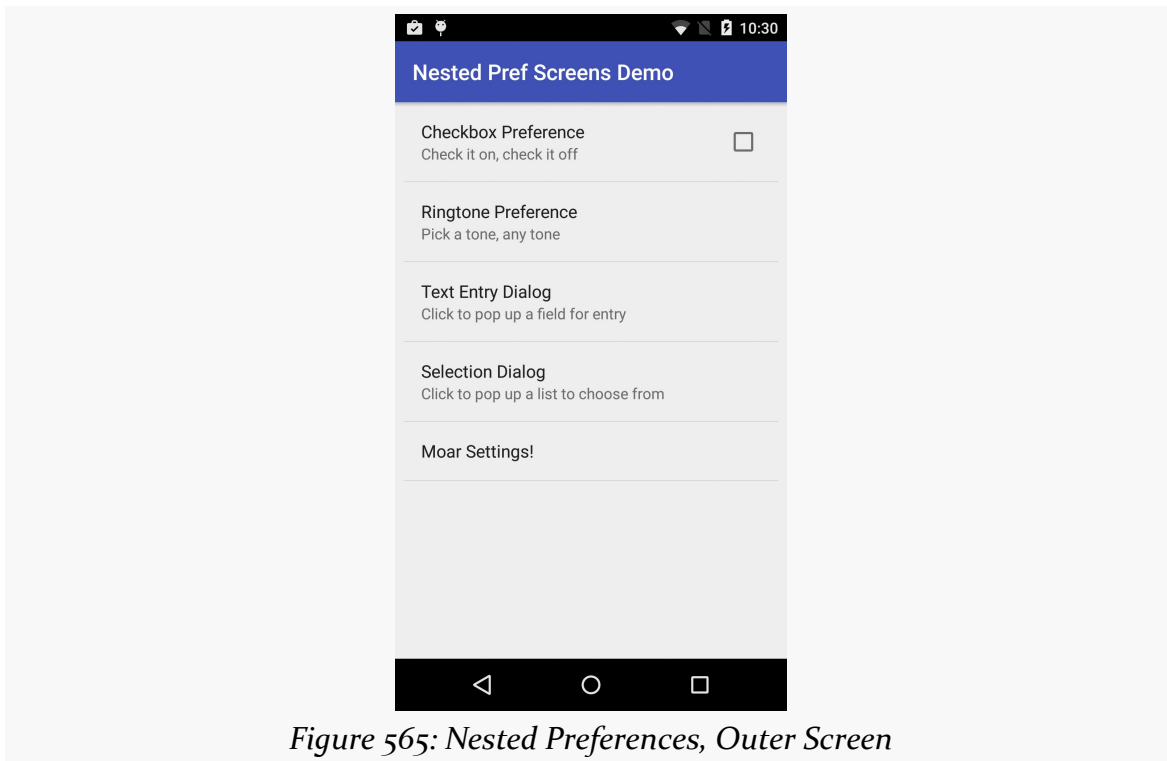 10:30
Nested Pref Screens Demo
Checkbox Preference
Check it on, check it off
Ringtone Preference
Pick a tone, any tone
Text Entry Dialog
Click to pop up a field for entry
Selection Dialog
Click to pop up a list to choose from
Moar Settings!
Figure 565: Nested Preferences, Outer Screen